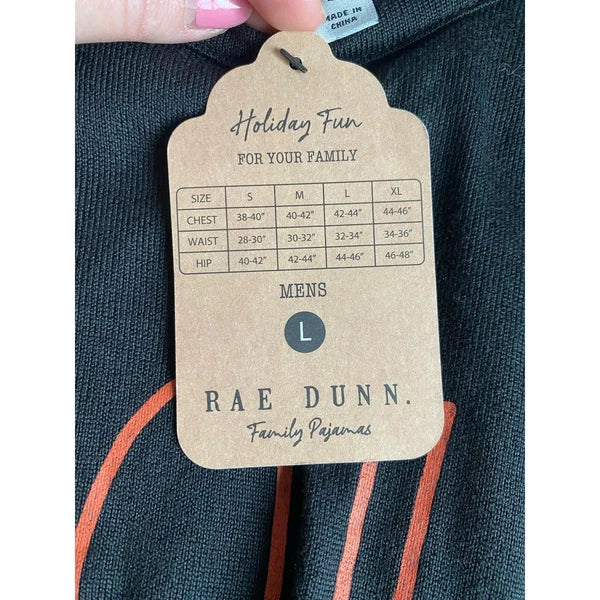 MADE IN
CHINA
Holiday Fun
FOR YOUR FAMILY
SIZE S M L XL
CHEST 38-40" 40-42" 42-44" 44-46"
WAIST 28-30" 30-32" 32-34" 34-36"
HIP 40-42" 42-44" 44-46" 46-48"
MENS
L
RAE DUNN.
Family Pajamas